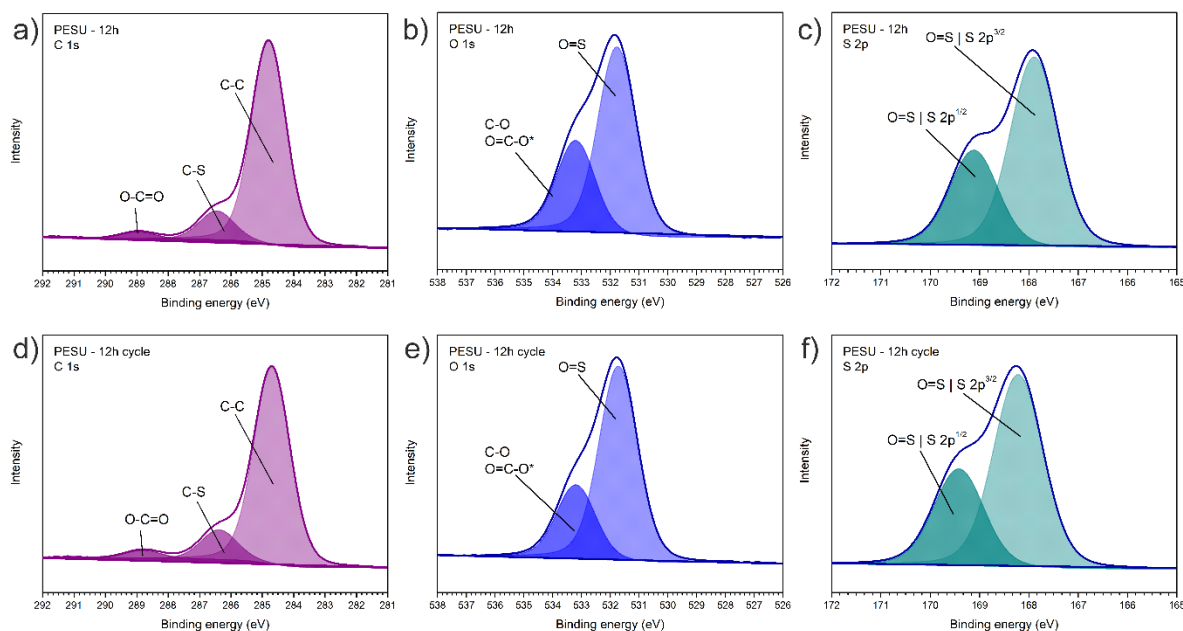 a)
PESU - 12h
C 1s
C-C
C-S
O-C=O
Intensity
292 291 290 289 288 287 286 285 284 283 282 281
Binding energy (eV)
b)
PESU - 12h
O 1s
O=S
C-O
O=C-O*
Intensity
538 537 536 535 534 533 532 531 530 529 528 527 526
Binding energy (eV)
c)
PESU - 12h
S 2p
O=S | S 2p3/2
O=S | S 2p1/2
Intensity
172 171 170 169 168 167 166 165
Binding energy (eV)
d)
PESU - 12h cycle
C 1s
C-C
C-S
O-C=O
Intensity
292 291 290 289 288 287 286 285 284 283 282 281
Binding energy (eV)
e)
PESU - 12h cycle
O 1s
O=S
C-O
O=C-O*
Intensity
538 537 536 535 534 533 532 531 530 529 528 527 526
Binding energy (eV)
f)
PESU - 12h cycle
S 2p
O=S | S 2p3/2
O=S | S 2p1/2
Intensity
172 171 170 169 168 167 166 165
Binding energy (eV)